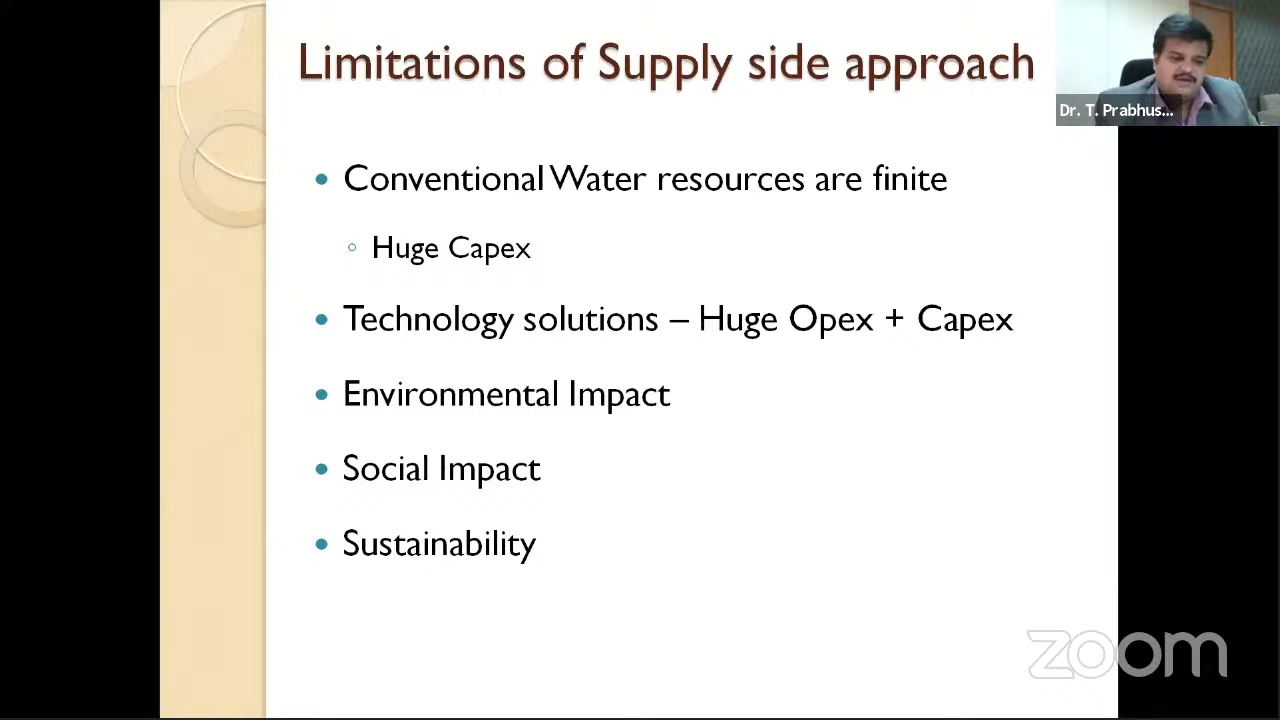 Limitations of Supply side approach
Dr. T. Prabhus...
• Conventional Water resources are finite
◦ Huge Capex
• Technology solutions – Huge Opex + Capex
• Environmental Impact
• Social Impact
• Sustainability
zoom